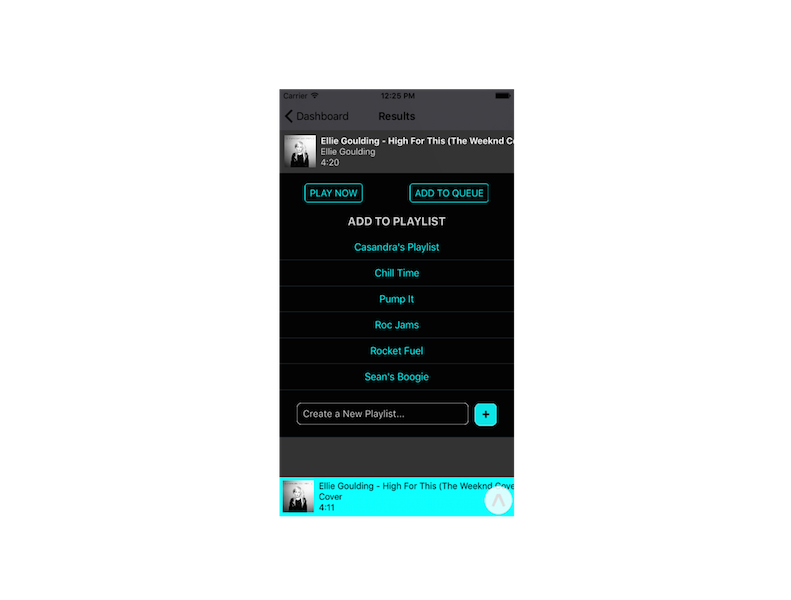 Carrier 12:25 PM
Dashboard Results
Ellie Goulding - High For This (The Weeknd Co
Ellie Goulding
4:20
PLAY NOW ADD TO QUEUE
ADD TO PLAYLIST
Casandra's Playlist
Chill Time
Pump It
Roc Jams
Rocket Fuel
Sean's Boogie
Create a New Playlist... +
Ellie Goulding - High For This (The Weeknd Cove
Cover
4:11